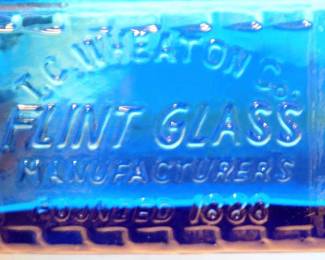 T.C. WHEATON Co.
FLINT GLASS
MANUFACTURERS
FOUNDED 1888